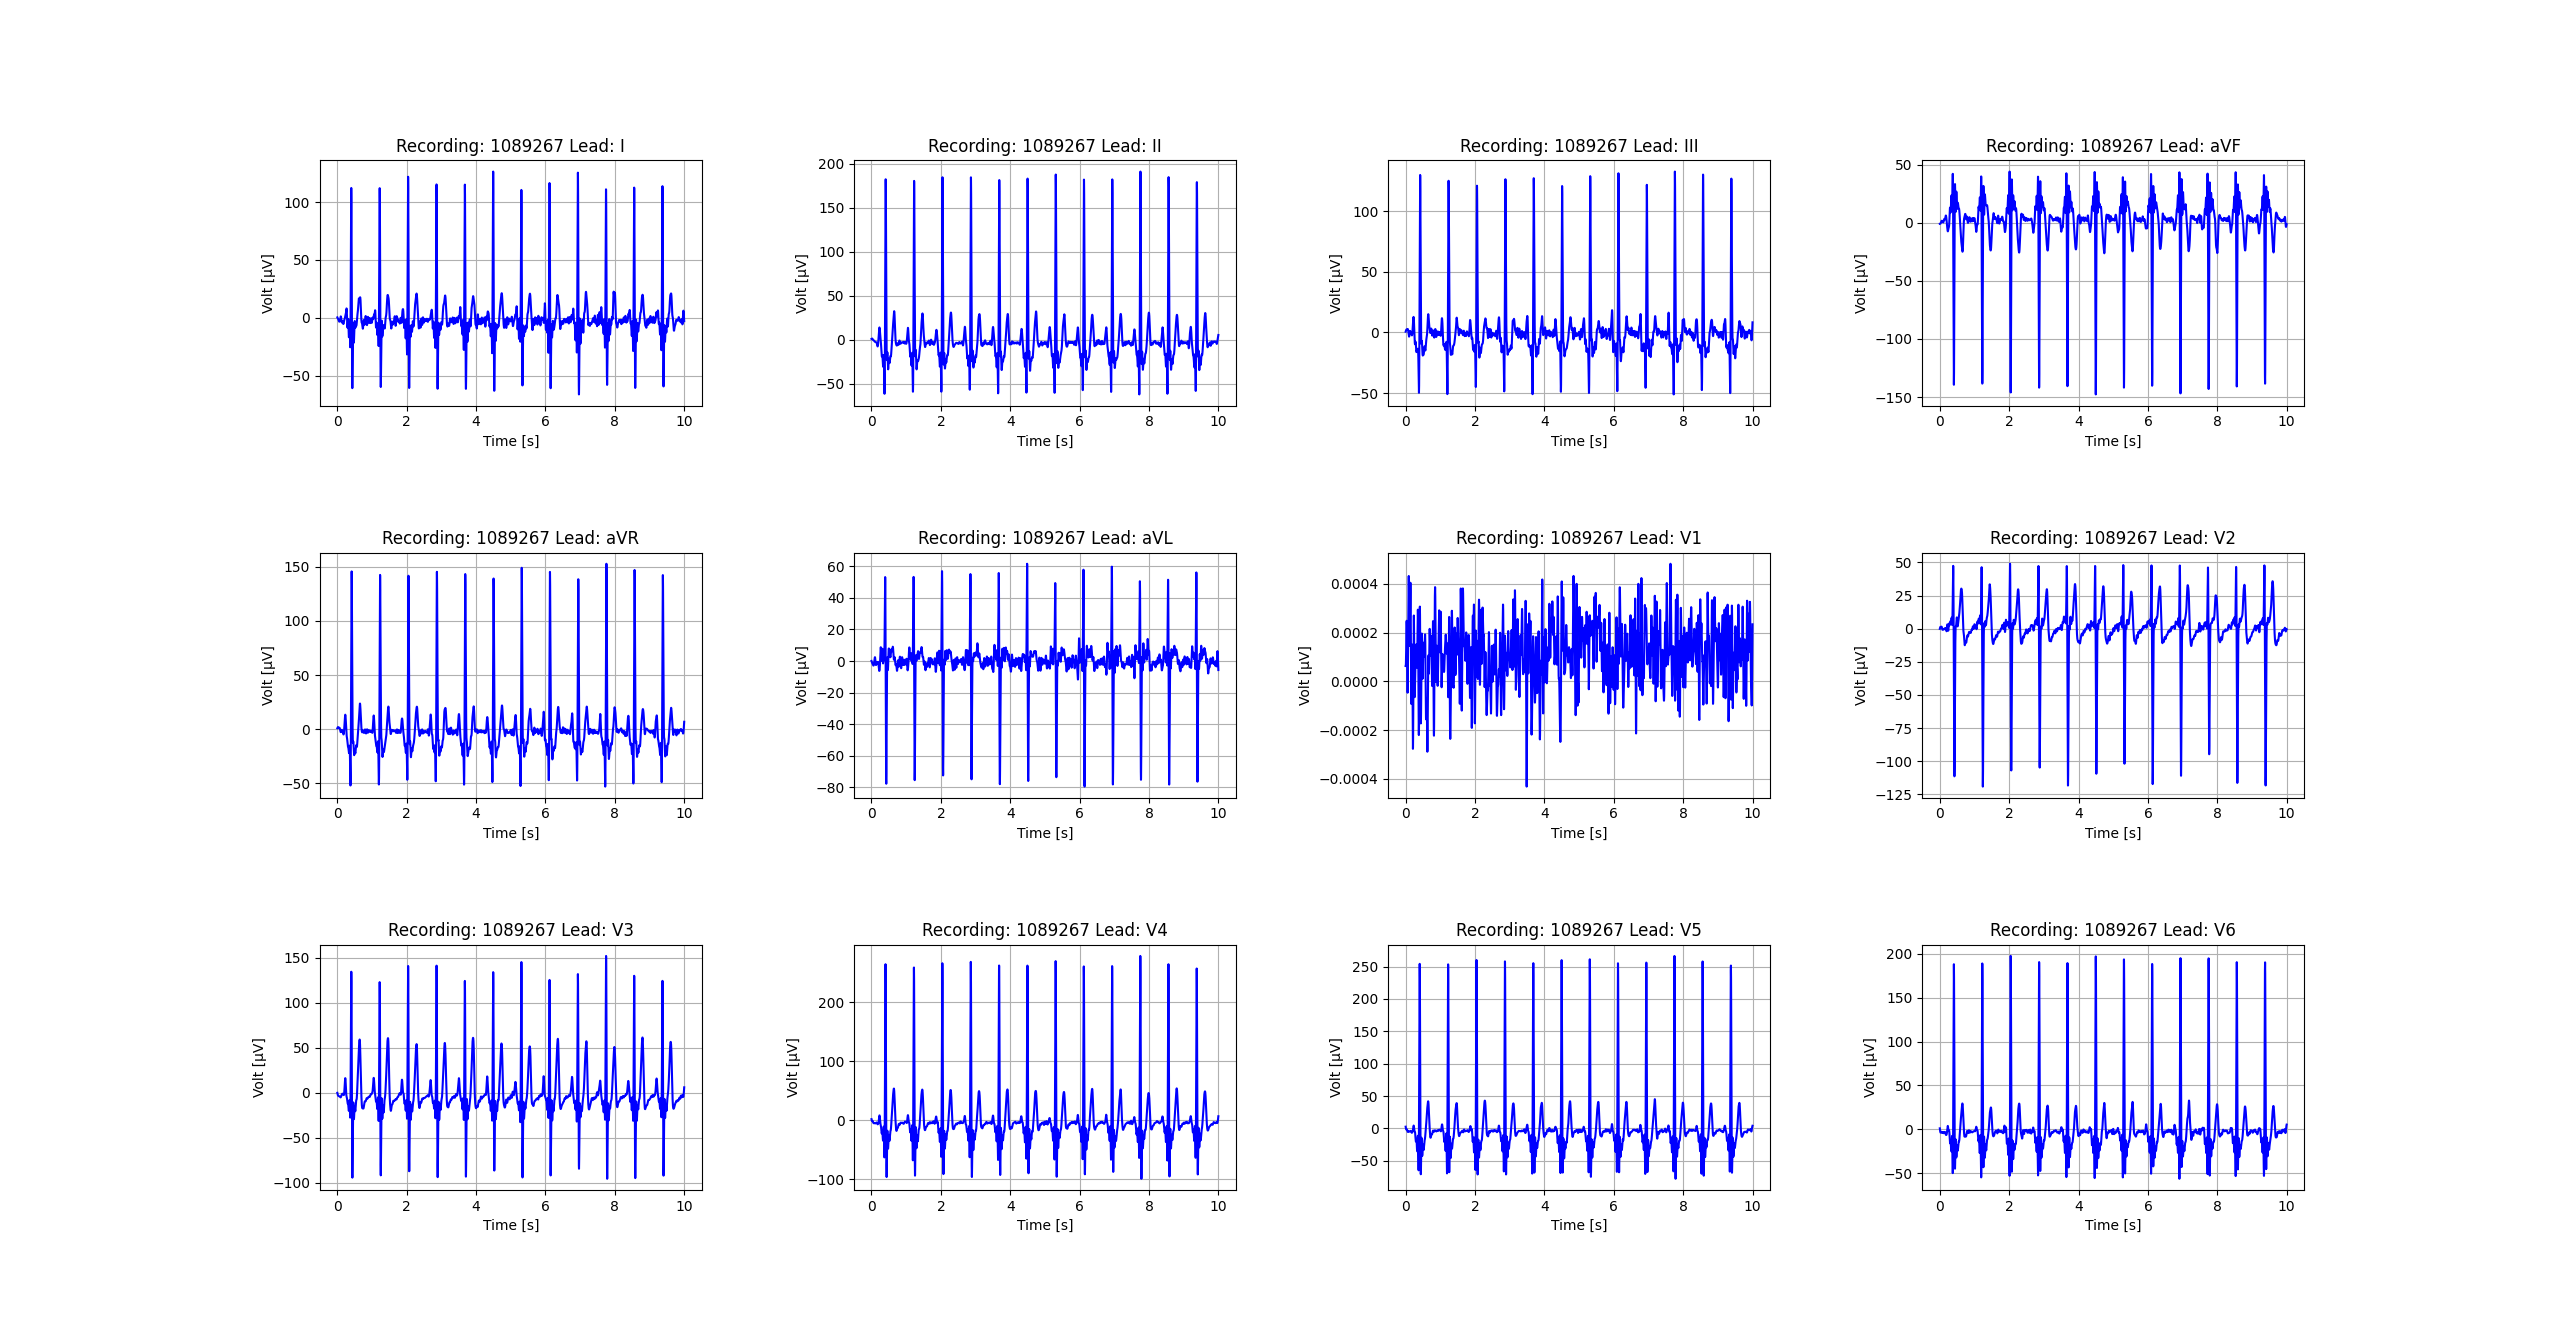 Recording: 1089267 Lead: I
Volt [µV]
100
50
0
−50
0 2 4 6 8 10
Time [s]
Recording: 1089267 Lead: II
Volt [µV]
200
150
100
50
0
−50
0 2 4 6 8 10
Time [s]
Recording: 1089267 Lead: III
Volt [µV]
100
50
0
−50
0 2 4 6 8 10
Time [s]
Recording: 1089267 Lead: aVF
Volt [µV]
50
0
−50
−100
−150
0 2 4 6 8 10
Time [s]
Recording: 1089267 Lead: aVR
Volt [µV]
150
100
50
0
−50
0 2 4 6 8 10
Time [s]
Recording: 1089267 Lead: aVL
Volt [µV]
60
40
20
0
−20
−40
−60
−80
0 2 4 6 8 10
Time [s]
Recording: 1089267 Lead: V1
Volt [µV]
0.0004
0.0002
0.0000
−0.0002
−0.0004
0 2 4 6 8 10
Time [s]
Recording: 1089267 Lead: V2
Volt [µV]
50
25
0
−25
−50
−75
−100
−125
0 2 4 6 8 10
Time [s]
Recording: 1089267 Lead: V3
Volt [µV]
150
100
50
0
−50
−100
0 2 4 6 8 10
Time [s]
Recording: 1089267 Lead: V4
Volt [µV]
200
100
0
−100
0 2 4 6 8 10
Time [s]
Recording: 1089267 Lead: V5
Volt [µV]
250
200
150
100
50
0
−50
0 2 4 6 8 10
Time [s]
Recording: 1089267 Lead: V6
Volt [µV]
200
150
100
50
0
−50
0 2 4 6 8 10
Time [s]